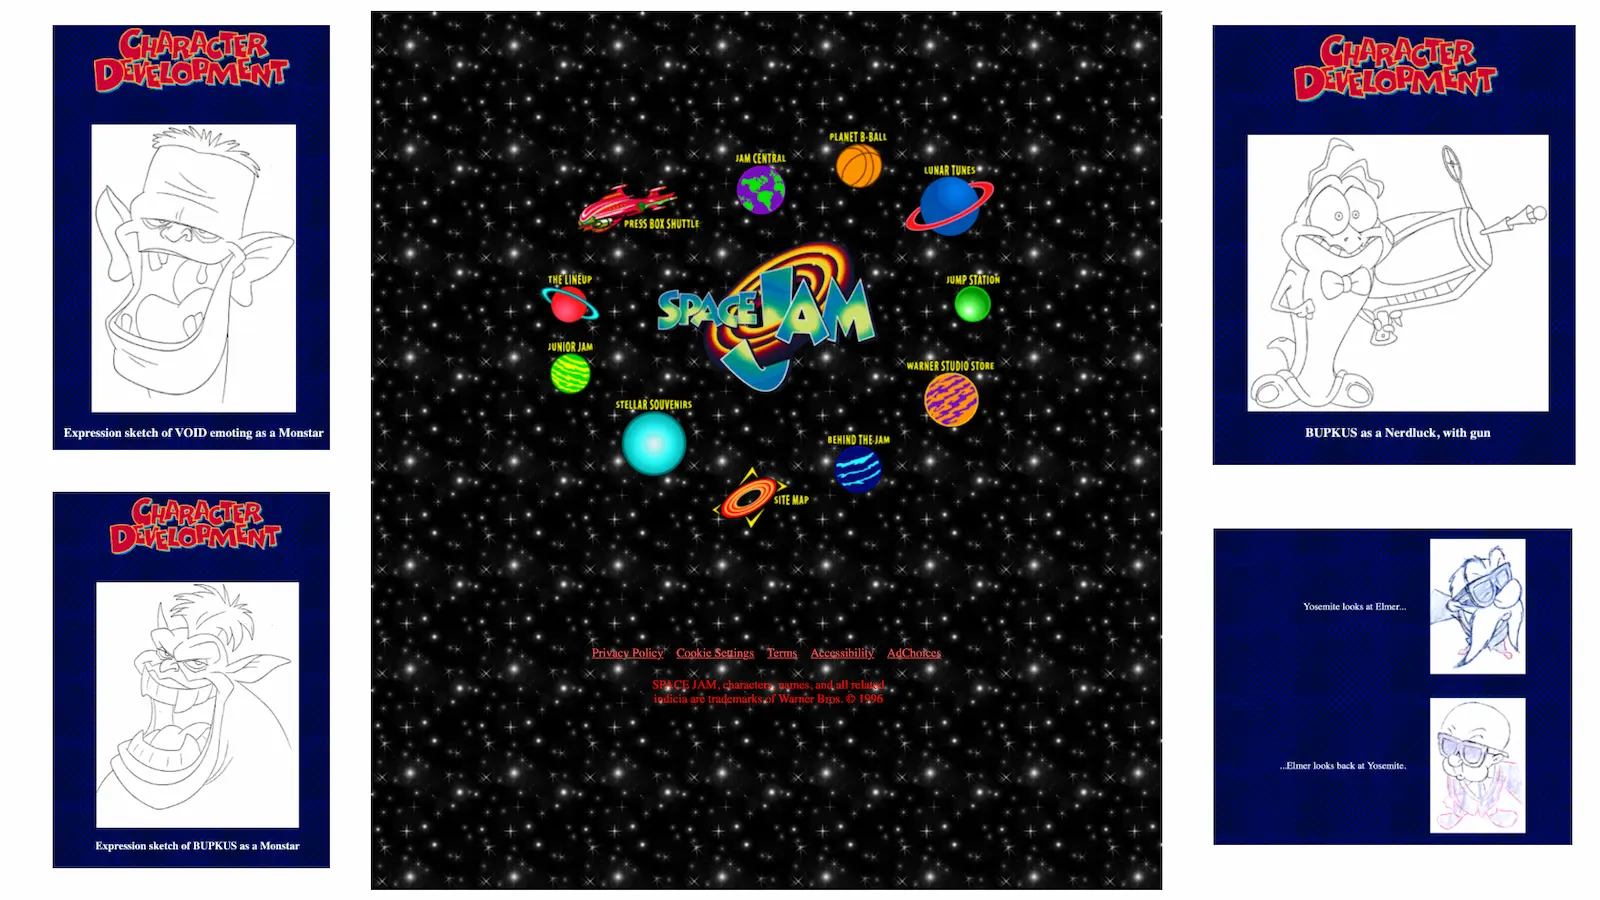 CHARACTER
DEVELOPMENT
Expression sketch of VOID emoting as a Monstar
CHARACTER
DEVELOPMENT
Expression sketch of BUPKUS as a Monstar
PLANET B-BALL
JAM CENTRAL
LUNAR TUNES
PRESS BOX SHUTTLE
THE LINEUP
JUMP STATION
SPACE JAM
JUNIOR JAM
WARNER STUDIO STORE
STELLAR SOUVENIRS
BEHIND THE JAM
SITE MAP
Privacy Policy Cookie Settings Terms Accessibility AdChoices
SPACE JAM, characters, names, and all related
indicia are trademarks of Warner Bros. © 1996
CHARACTER
DEVELOPMENT
BUPKUS as a Nerdluck, with gun
Yosemite looks at Elmer...
...Elmer looks back at Yosemite.